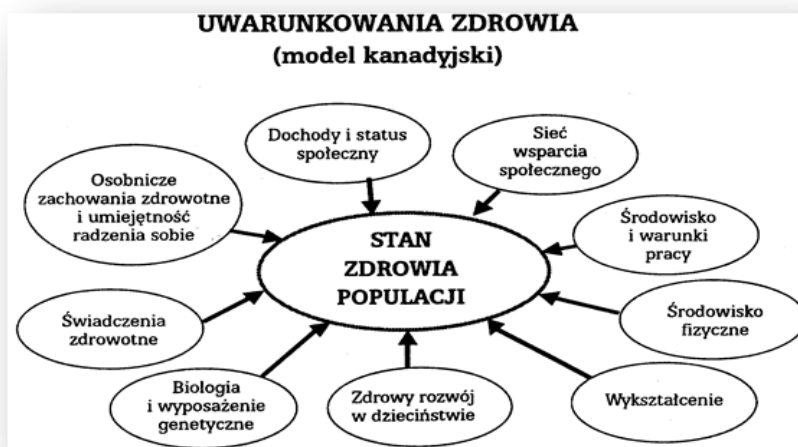 UWARUNKOWANIA ZDROWIA
(model kanadyjski)
Dochody i status
społeczny
Sieć
wsparcia
społecznego
Osobnicze
zachowania zdrowotne
i umiejętność
radzenia sobie
Środowisko
i warunki
pracy
STAN
ZDROWIA
POPULACJI
Świadczenia
zdrowotne
Środowisko
fizyczne
Biologia
i wyposażenie
genetyczne
Zdrowy rozwój
w dzieciństwie
Wykształcenie